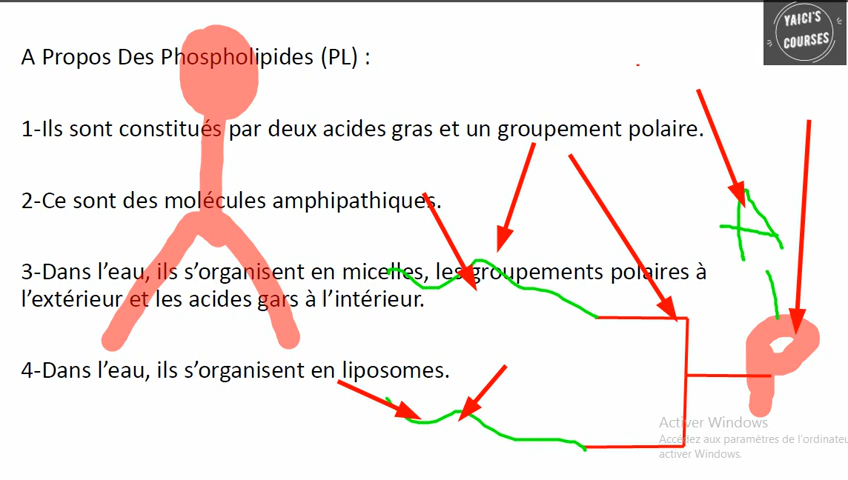 YAICI'S
COURSES
A Propos Des Phospholipides (PL) :
1-Ils sont constitués par deux acides gras et un groupement polaire.
2-Ce sont des molécules amphipathiques.
3-Dans l'eau, ils s'organisent en micelles, les groupements polaires à
l'extérieur et les acides gars à l'intérieur.
4-Dans l'eau, ils s'organisent en liposomes.
A
P
Activer Windows
Accédez aux paramètres de l'ordinateu
activer Windows.